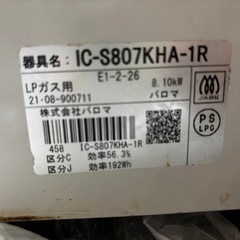 器具名: IC-S807KHA-1R
E1-2-26
LPガス用 8.10kW
21·08-900711 パロマ
株式会社パロマ
JIA
PS
LPG
458 IC-S807KHA-1R
区分C 効率56.3%
区分J 効率192Wh